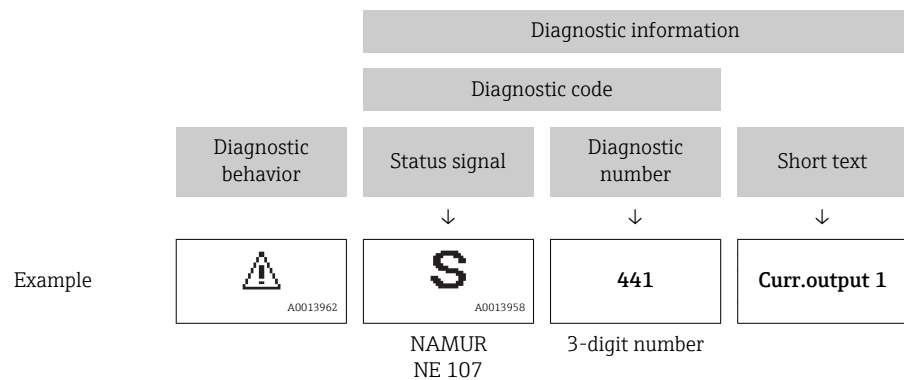 Diagnostic information
Diagnostic code
Diagnostic
behavior
Status signal
Diagnostic
number
Short text
↓
↓
↓
Example
A0013962
S
A0013958
441
Curr.output 1
NAMUR
NE 107
3-digit number